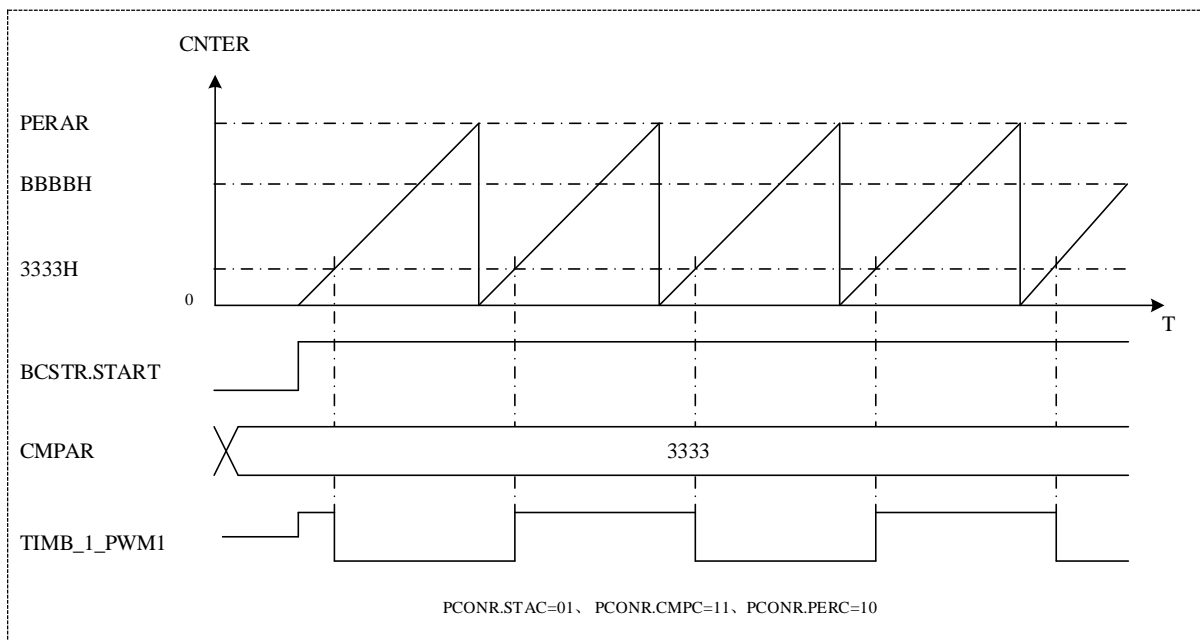 CNTER
PERAR
BBBBH
3333H
0
T
BCSTR.START
CMPAR
3333
TIMB_1_PWM1
PCONR.STAC=01、 PCONR.CMPC=11、PCONR.PERC=10